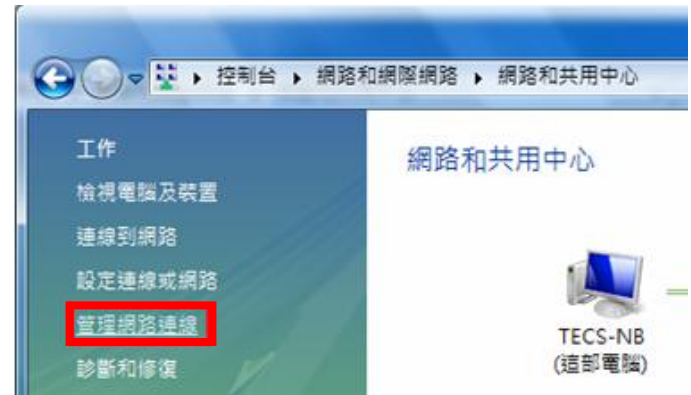 控制台 ▸ 網路和網際網路 ▸ 網路和共用中心
工作
檢視電腦及裝置
連線到網路
設定連線或網路
管理網路連線
診斷和修復
網路和共用中心
TECS-NB
(這部電腦)